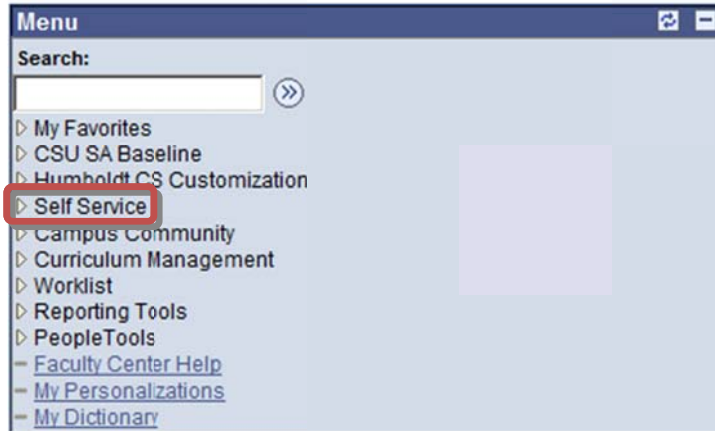 Menu
Search:
My Favorites
CSU SA Baseline
Humboldt CS Customization
Self Service
Campus Community
Curriculum Management
Worklist
Reporting Tools
PeopleTools
Faculty Center Help
My Personalizations
My Dictionary